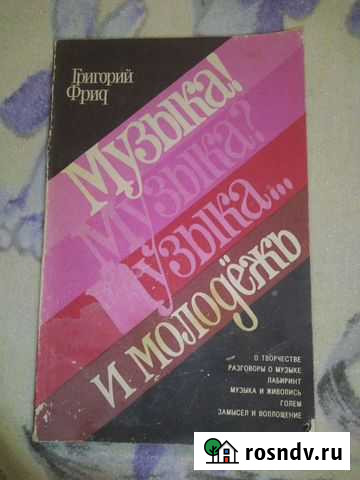 Григорий
Фрид
Музыка!
Музыка?
Музыка...
и молодёжь
О ТВОРЧЕСТВЕ
РАЗГОВОРЫ О МУЗЫКЕ
ЛАБИРИНТ
МУЗЫКА И ЖИВОПИСЬ
ГОЛЕМ
ЗАМЫСЕЛ И ВОПЛОЩЕНИЕ
rosndv.ru